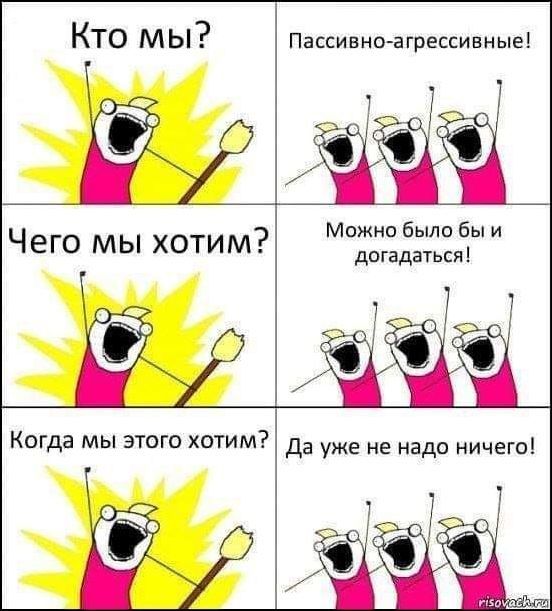 Кто мы?
Пассивно-агрессивные!
Чего мы хотим?
Можно было бы и
догадаться!
Когда мы этого хотим?
Да уже не надо ничего!
risovach.ru